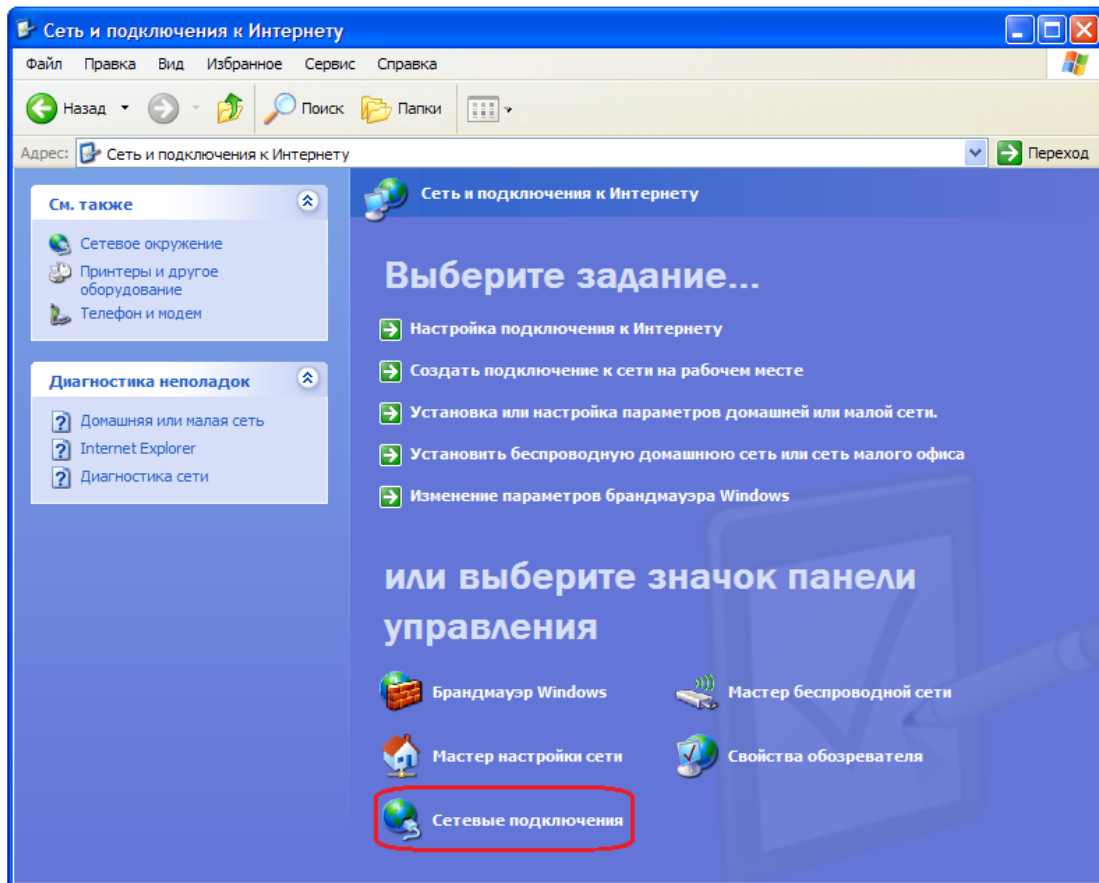 Сеть и подключения к Интернету
Файл Правка Вид Избранное Сервис Справка
Назад Поиск Папки
Адрес: Сеть и подключения к Интернету Переход
См. также
Сетевое окружение
Принтеры и другое
оборудование
Телефон и модем
Диагностика неполадок
Домашняя или малая сеть
Internet Explorer
Диагностика сети
Сеть и подключения к Интернету
Выберите задание...
Настройка подключения к Интернету
Создать подключение к сети на рабочем месте
Установка или настройка параметров домашней или малой сети.
Установить беспроводную домашнюю сеть или сеть малого офиса
Изменение параметров брандмауэра Windows
или выберите значок панели
управления
Брандмауэр Windows Мастер беспроводной сети
Мастер настройки сети Свойства обозревателя
Сетевые подключения